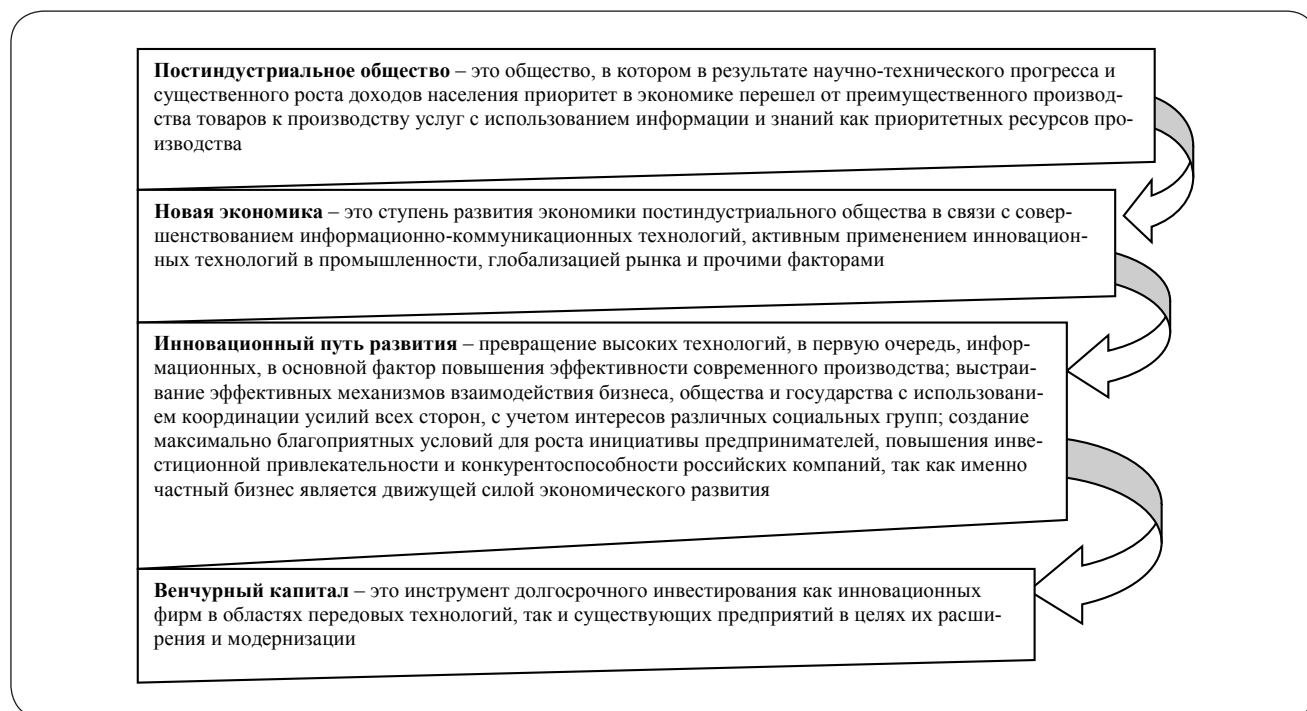 Постиндустриальное общество – это общество, в котором в результате научно-технического прогресса и
существенного роста доходов населения приоритет в экономике перешел от преимущественного производ-
ства товаров к производству услуг с использованием информации и знаний как приоритетных ресурсов про-
изводства
Новая экономика – это ступень развития экономики постиндустриального общества в связи с совер-
шенствованием информационно-коммуникационных технологий, активным применением инновацион-
ных технологий в промышленности, глобализацией рынка и прочими факторами
Инновационный путь развития – превращение высоких технологий, в первую очередь, инфор-
мационных, в основной фактор повышения эффективности современного производства; выстраи-
вание эффективных механизмов взаимодействия бизнеса, общества и государства с использовани-
ем координации усилий всех сторон, с учетом интересов различных социальных групп; создание
максимально благоприятных условий для роста инициативы предпринимателей, повышения инве-
стиционной привлекательности и конкурентоспособности российских компаний, так как именно
частный бизнес является движущей силой экономического развития
Венчурный капитал – это инструмент долгосрочного инвестирования как инновационных
фирм в областях передовых технологий, так и существующих предприятий в целях их расши-
рения и модернизации